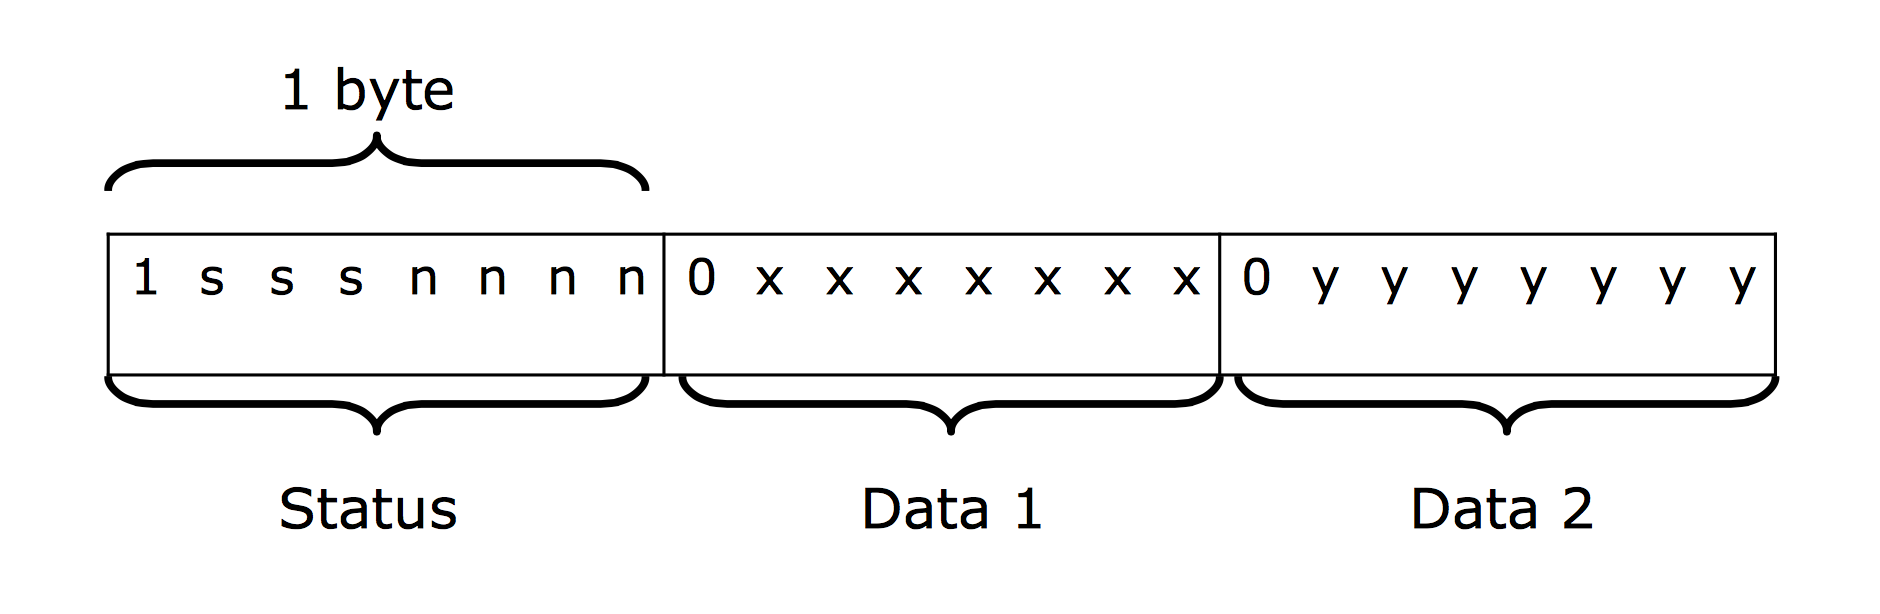 1 byte
1 s s s n n n n 0 x x x x x x x 0 y y y y y y y
Status Data 1 Data 2